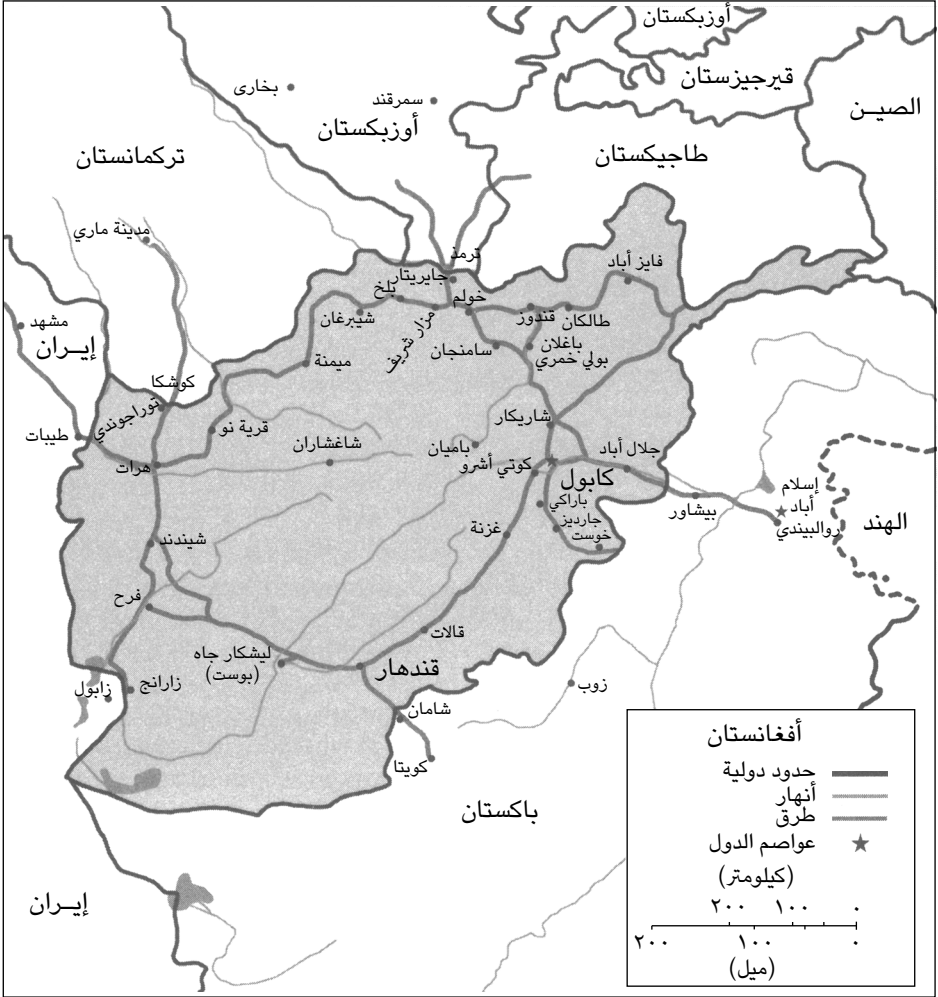 أوزبكستان
قيرجيزستان
الصيـن
بخارى
سمرقند
أوزبكستان
طاجيكستان
تركمانستان
مدينة ماري
ترمذ
جايريتار
فايز أباد
بلخ
خولم
مشهد
إيـران
شيبرغان
مزار شريف
قندوز
طالكان
سامنجان
باغلان
بولي خمري
ميمنة
كوشكا
توراجوندي
طيبات
قرية نو
شاريكار
شاغشاران
باميان
هرات
كوتي أشرو
جلال أباد
كابول
إسلام
أباد
روالبيندي
بيشاور
الهند
باراكي
جارديز
خوست
غزنة
شيندند
فرح
قالات
ليشكار جاه
(بوست)
قندهار
زابول
زارانج
زوب
شامان
كويتا
باكستان
إيـران
أفغانستان
حدود دولية
أنهار
طرق
عواصم الدول
(كيلومتر)
٢٠٠ ١٠٠ ٠
٢٠٠ ١٠٠ ٠
(ميل)